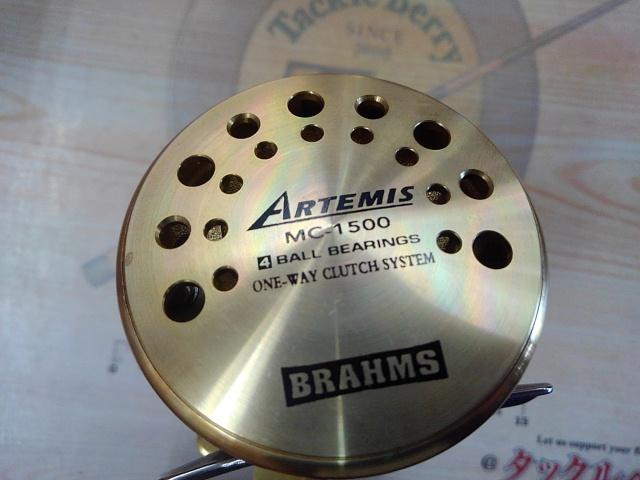 Tackle Berry
SINCE
ARTEMIS
MC-1500
4 BALL BEARINGS
ONE-WAY CLUTCH SYSTEM
BRAHMS
13
Let us support your
@タックル